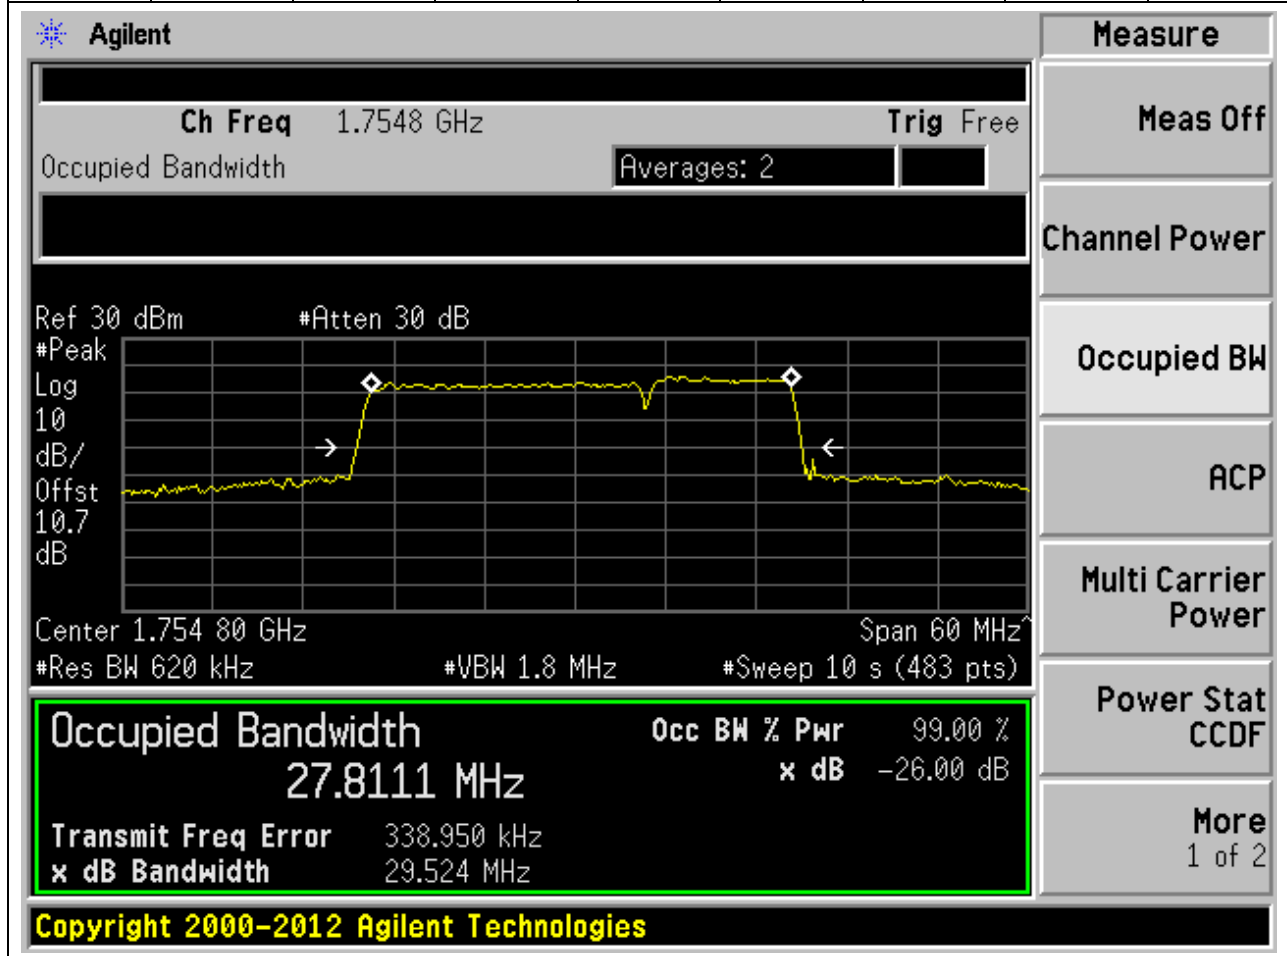 Agilent
Measure
Ch Freq 1.7548 GHz Trig Free
Meas Off
Occupied Bandwidth Averages: 2
Channel Power
Ref 30 dBm #Atten 30 dB
#Peak
Log
10
dB/
Offst
10.7
dB
Occupied BW
ACP
Center 1.754 80 GHz Span 60 MHz^
#Res BW 620 kHz #VBW 1.8 MHz #Sweep 10 s (483 pts)
Multi Carrier
Power
Occupied Bandwidth Occ BW % Pwr 99.00 %
27.8111 MHz x dB -26.00 dB
Transmit Freq Error 338.950 kHz
x dB Bandwidth 29.524 MHz
Power Stat
CCDF
More
1 of 2
Copyright 2000-2012 Agilent Technologies